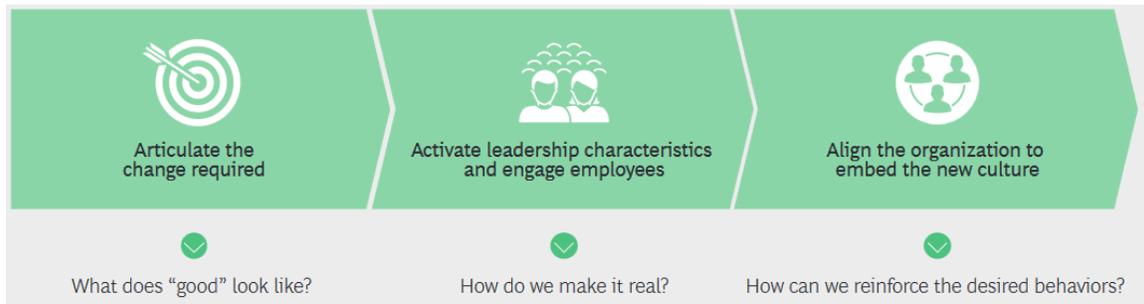 Articulate the
change required
Activate leadership characteristics
and engage employees
Align the organization to
embed the new culture
What does “good” look like?
How do we make it real?
How can we reinforce the desired behaviors?